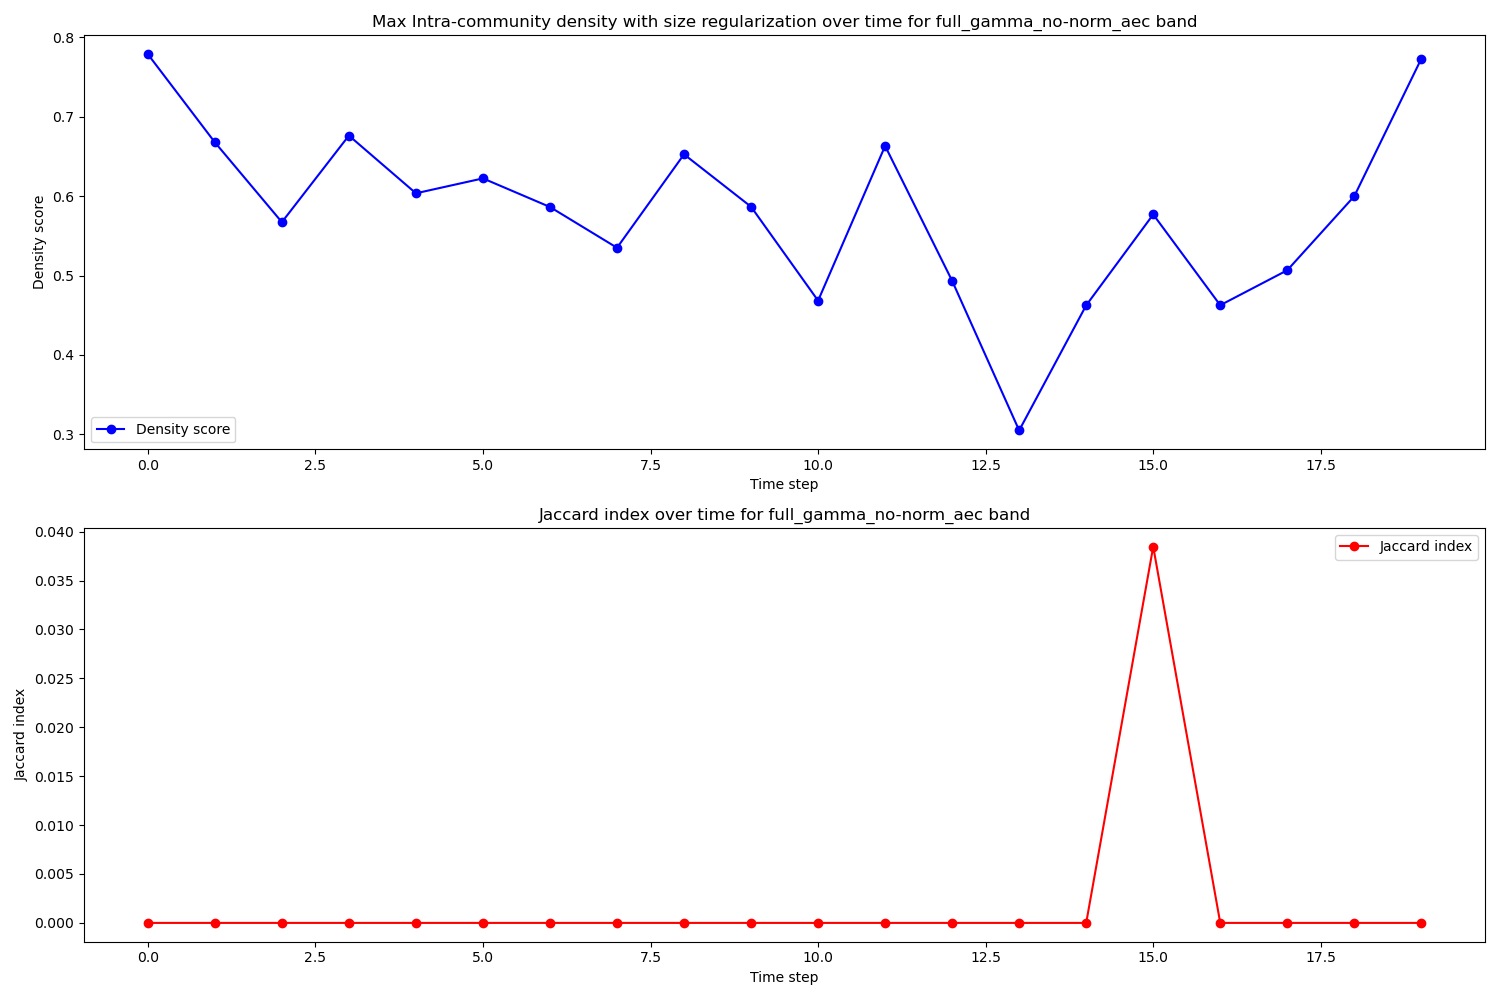 Max Intra-community density with size regularization over time for full_gamma_no-norm_aec band
Density score
0.8
0.7
0.6
0.5
0.4
0.3
Density score
0.0 2.5 5.0 7.5 10.0 12.5 15.0 17.5
Time step
Jaccard index over time for full_gamma_no-norm_aec band
Jaccard index
0.040
0.035
0.030
0.025
0.020
0.015
0.010
0.005
0.000
Jaccard index
0.0 2.5 5.0 7.5 10.0 12.5 15.0 17.5
Time step